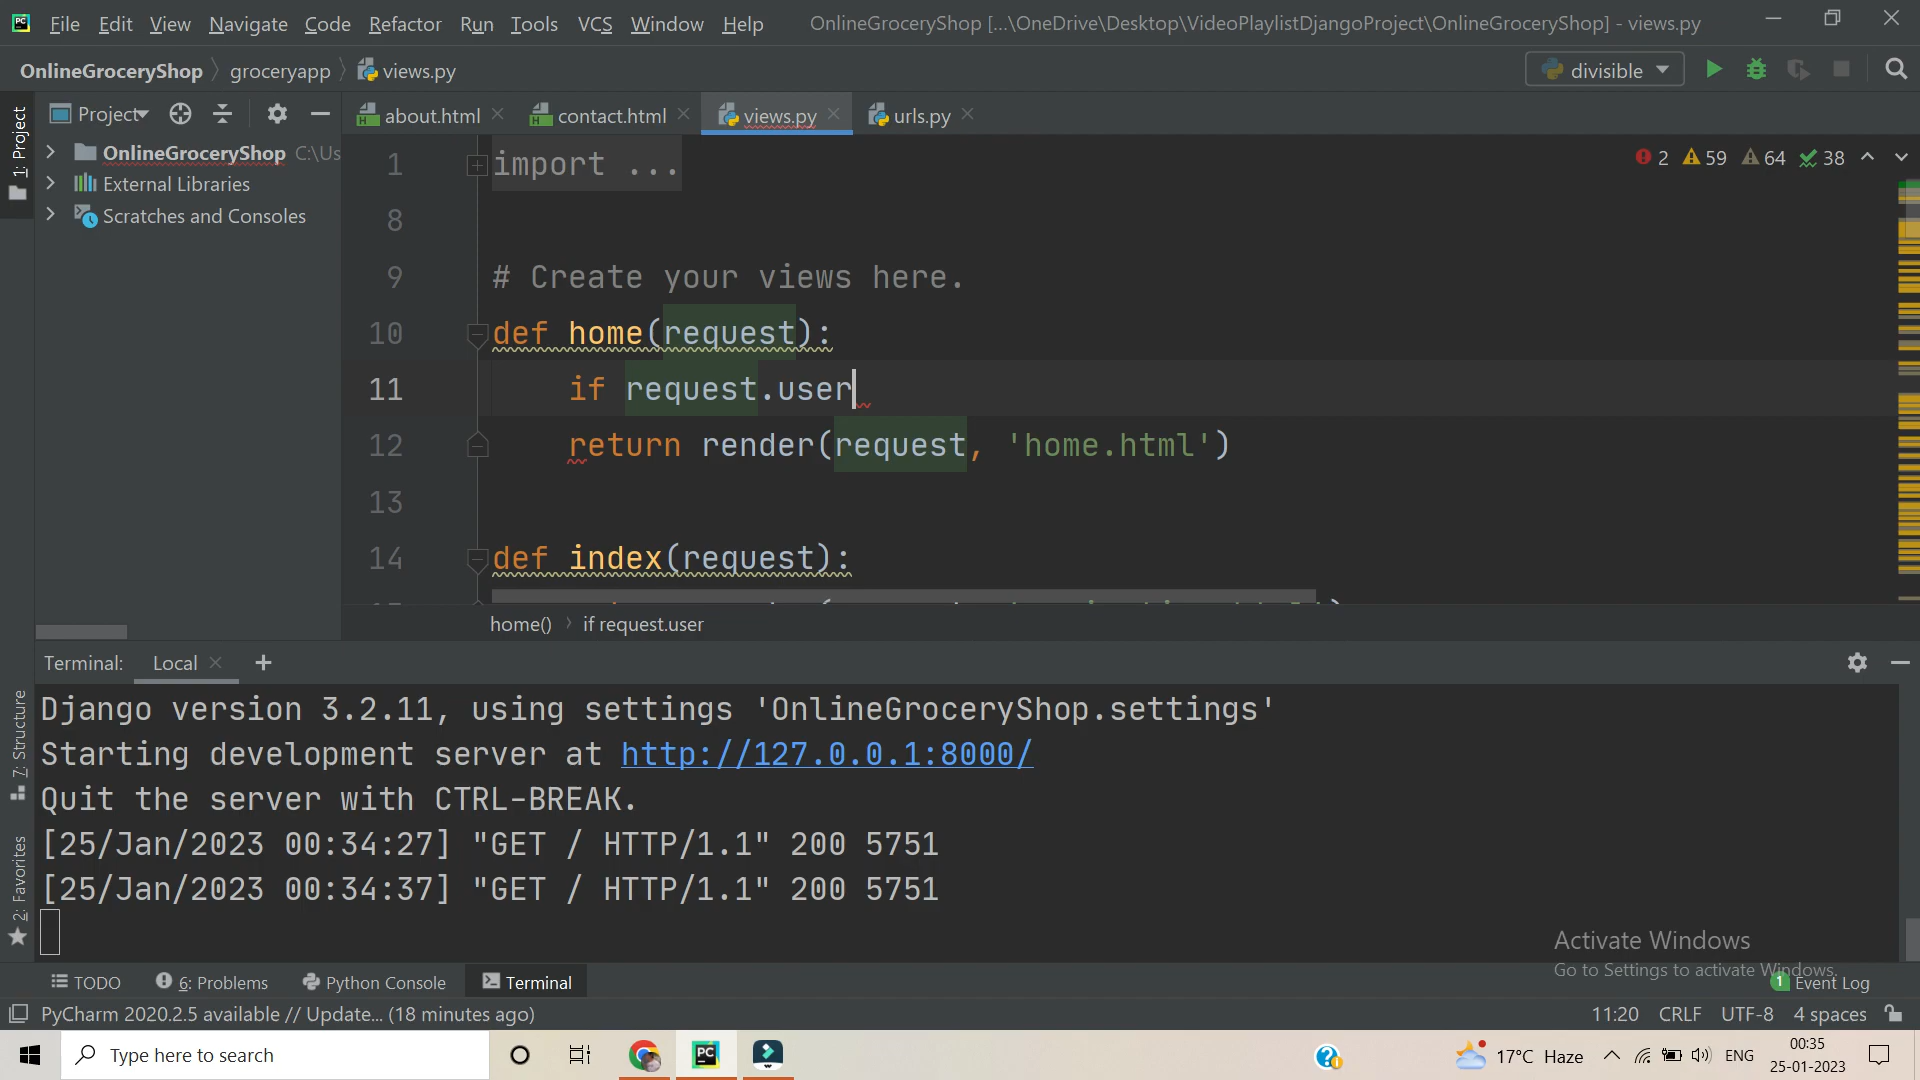 File Edit View Navigate Code Refactor Run Tools VCS Window Help OnlineGroceryShop [...\OneDrive\Desktop\VideoPlaylistDjangoProject\OnlineGroceryShop] - views.py
OnlineGroceryShop groceryapp views.py divisible
1: Project
Project
about.html contact.html views.py urls.py
OnlineGroceryShop C:\Us
External Libraries
Scratches and Consoles
2 59 64 38
1 import ...
8
9 # Create your views here.
10 def home(request):
11 if request.user
12 return render(request, 'home.html')
13
14 def index(request):
home() if request.user
Terminal: Local +
7: Structure
2: Favorites
Django version 3.2.11, using settings 'OnlineGroceryShop.settings'
Starting development server at http://127.0.0.1:8000/
Quit the server with CTRL-BREAK.
[25/Jan/2023 00:34:27] "GET / HTTP/1.1" 200 5751
[25/Jan/2023 00:34:37] "GET / HTTP/1.1" 200 5751
Activate Windows
Go to Settings to activate Windows.
TODO 6: Problems Python Console Terminal 1 Event Log
PyCharm 2020.2.5 available // Update... (18 minutes ago) 11:20 CRLF UTF-8 4 spaces
Type here to search 17°C Haze ENG 00:35
25-01-2023